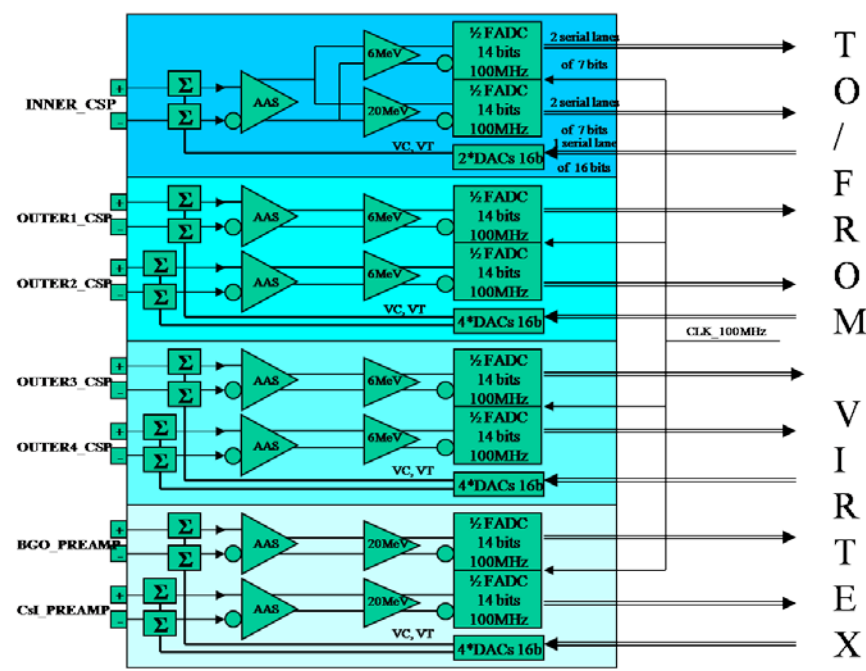 ½ FADC
14 bits
100MHz
2 serial lanes
of 7 bits
6MeV
INNER_CSP
+
−
Σ
Σ
AAS
20MeV
½ FADC
14 bits
100MHz
2 serial lanes
of 7 bits
VC, VT
2*DACs 16b
1 serial lane
of 16 bits
OUTER1_CSP
+
−
Σ
Σ
AAS
6MeV
½ FADC
14 bits
100MHz
OUTER2_CSP
+
−
Σ
Σ
AAS
6MeV
½ FADC
14 bits
100MHz
VC, VT
4*DACs 16b
CLK_100MHz
OUTER3_CSP
+
−
Σ
Σ
AAS
6MeV
½ FADC
14 bits
100MHz
OUTER4_CSP
+
−
Σ
Σ
AAS
6MeV
½ FADC
14 bits
100MHz
VC, VT
4*DACs 16b
BGO_PREAMP
+
−
Σ
Σ
AAS
20MeV
½ FADC
14 bits
100MHz
CsI_PREAMP
+
−
Σ
Σ
AAS
20MeV
½ FADC
14 bits
100MHz
VC, VT
4*DACs 16b
TO/FROM VIRTEX